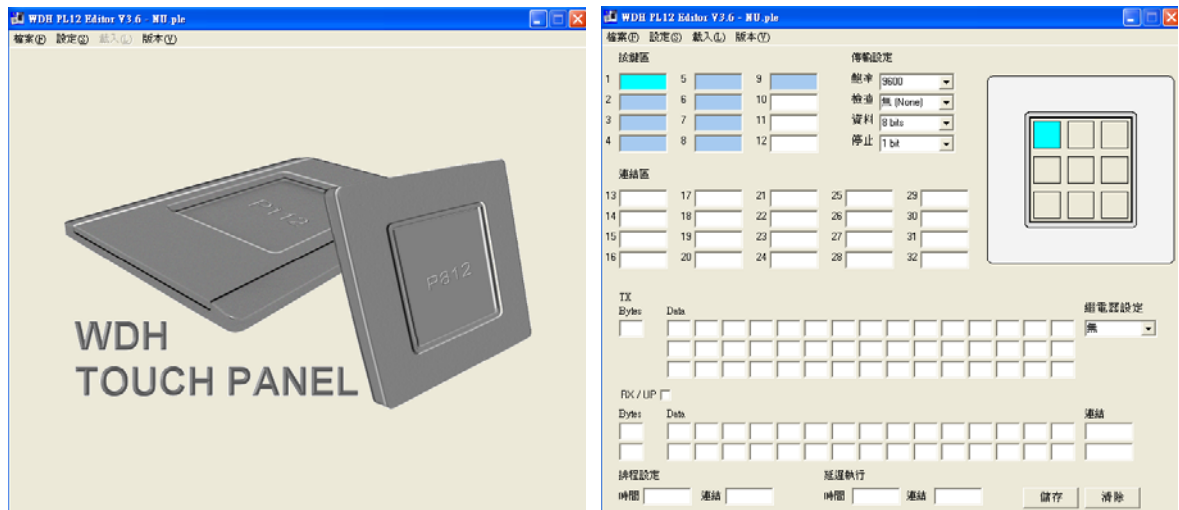 WDH PL12 Editor V3.6 - NU.ple
檔案(F) 設定(S) 載入(L) 版本(V)
PL12
P812
WDH
TOUCH PANEL
WDH PL12 Editor V3.6 - NU.ple
檔案(F) 設定(S) 載入(L) 版本(V)
按鍵區 傳輸設定
1 5 9 鮑率 9600
2 6 10 檢查 無 (None)
3 7 11 資料 8 bits
4 8 12 停止 1 bit
連結區
13 17 21 25 29
14 18 22 26 30
15 19 23 27 31
16 20 24 28 32
TX
Bytes Data 繼電器設定
無
RX / UP
Bytes Data 連結
排程設定 延遲執行
時間 連結 時間 連結 儲存 清除